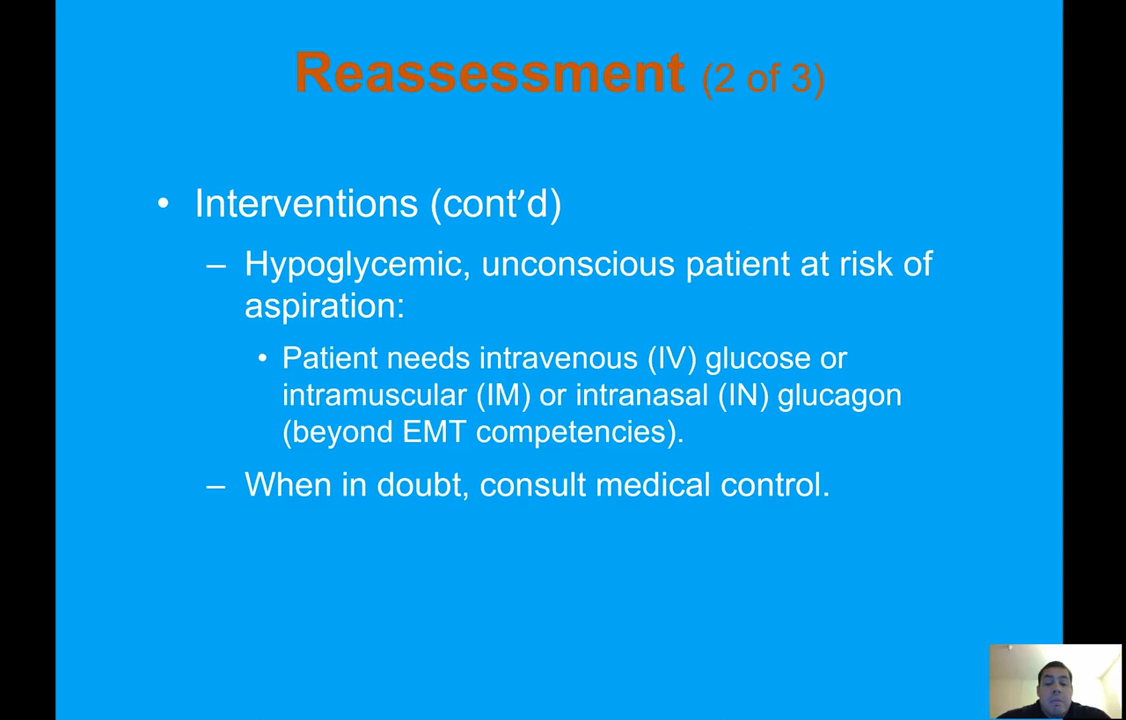 Reassessment (2 of 3)
• Interventions (cont’d)
– Hypoglycemic, unconscious patient at risk of
aspiration:
• Patient needs intravenous (IV) glucose or
intramuscular (IM) or intranasal (IN) glucagon
(beyond EMT competencies).
– When in doubt, consult medical control.